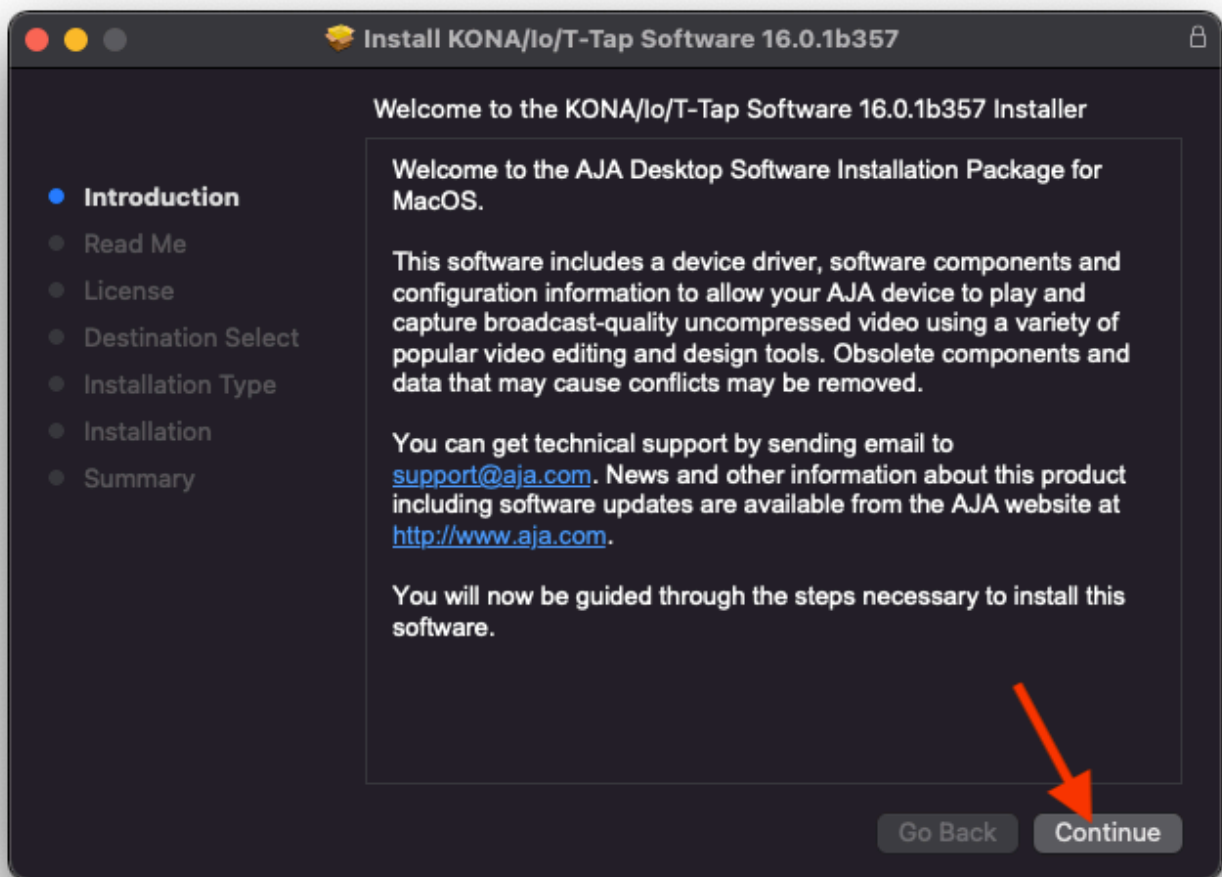 Install KONA/Io/T-Tap Software 16.0.1b357
Welcome to the KONA/Io/T-Tap Software 16.0.1b357 Installer
Introduction
Read Me
License
Destination Select
Installation Type
Installation
Summary
Welcome to the AJA Desktop Software Installation Package for
MacOS.
This software includes a device driver, software components and
configuration information to allow your AJA device to play and
capture broadcast-quality uncompressed video using a variety of
popular video editing and design tools. Obsolete components and
data that may cause conflicts may be removed.
You can get technical support by sending email to
support@aja.com. News and other information about this product
including software updates are available from the AJA website at
http://www.aja.com.
You will now be guided through the steps necessary to install this
software.
Go Back
Continue